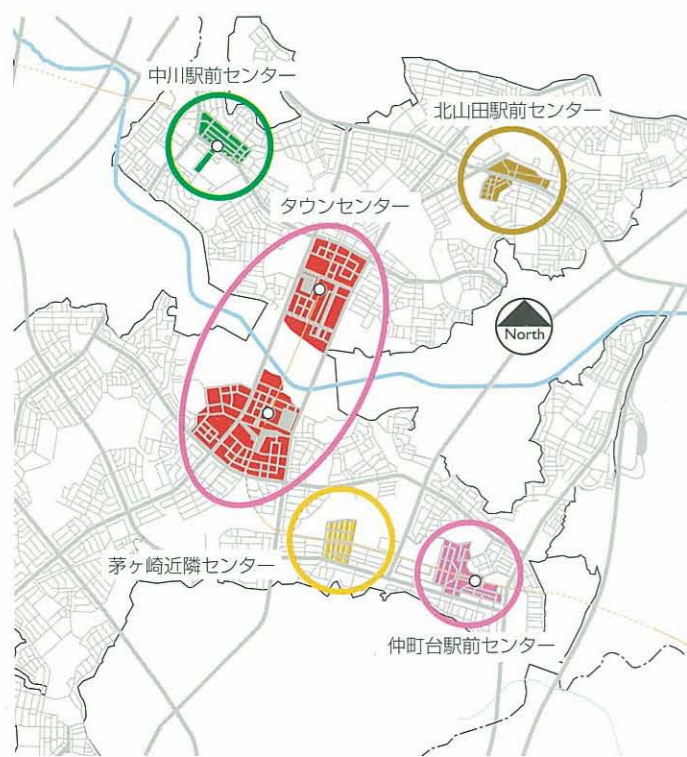 中川駅前センター
北山田駅前センター
タウンセンター
North
茅ヶ崎近隣センター
仲町台駅前センター